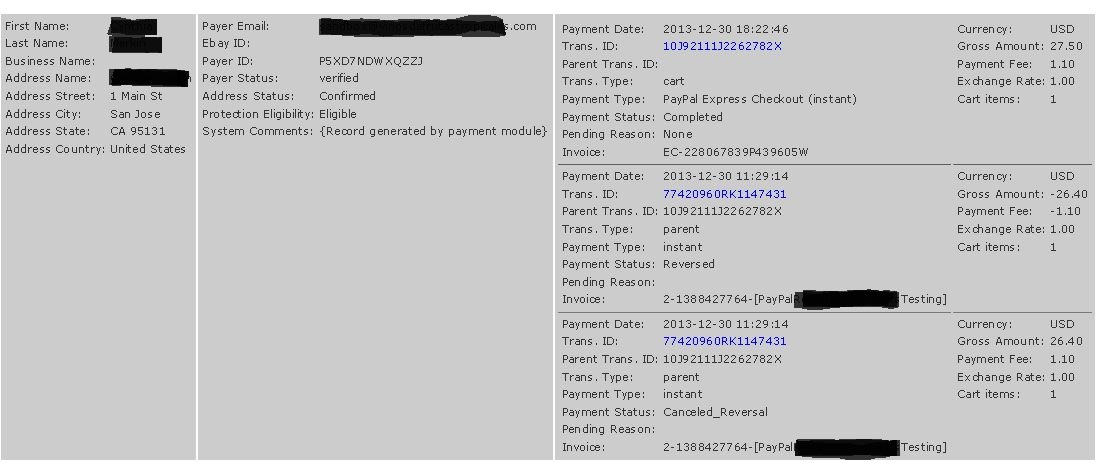 First Name:
Last Name:
Business Name:
Address Name:
Address Street: 1 Main St
Address City: San Jose
Address State: CA 95131
Address Country: United States
Payer Email: s.com
Ebay ID:
Payer ID: P5XD7NDWXQZZJ
Payer Status: verified
Address Status: Confirmed
Protection Eligibility: Eligible
System Comments: {Record generated by payment module}
Payment Date: 2013-12-30 18:22:46 Currency: USD
Trans. ID: 10J92111J2262782X Gross Amount: 27.50
Parent Trans. ID: Payment Fee: 1.10
Trans. Type: cart Exchange Rate: 1.00
Payment Type: PayPal Express Checkout (instant) Cart items: 1
Payment Status: Completed
Pending Reason: None
Invoice: EC-228067839P439605W
Payment Date: 2013-12-30 11:29:14 Currency: USD
Trans. ID: 77420960RK1147431 Gross Amount: -26.40
Parent Trans. ID: 10J92111J2262782X Payment Fee: -1.10
Trans. Type: parent Exchange Rate: 1.00
Payment Type: instant Cart items: 1
Payment Status: Reversed
Pending Reason:
Invoice: 2-1388427764-[PayPal Testing]
Payment Date: 2013-12-30 11:29:14 Currency: USD
Trans. ID: 77420960RK1147431 Gross Amount: 26.40
Parent Trans. ID: 10J92111J2262782X Payment Fee: 1.10
Trans. Type: parent Exchange Rate: 1.00
Payment Type: instant Cart items: 1
Payment Status: Canceled_Reversal
Pending Reason:
Invoice: 2-1388427764-[PayPal Testing]